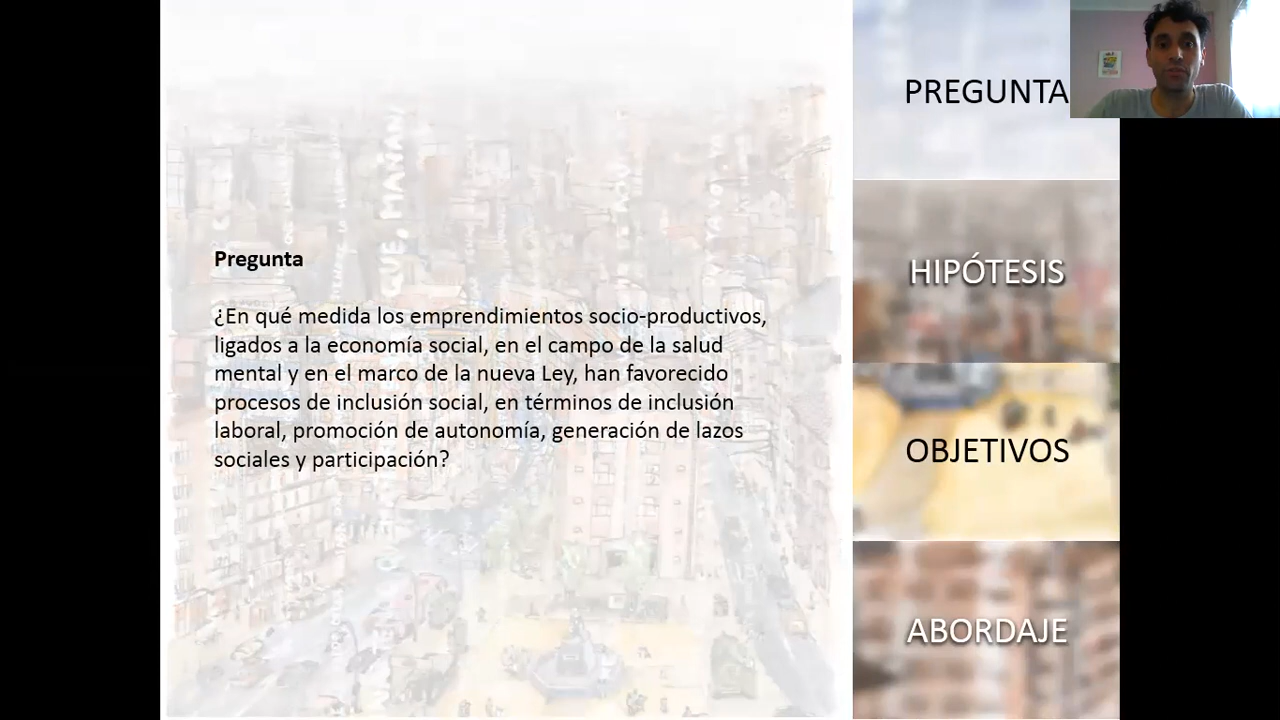 Pregunta
¿En qué medida los emprendimientos socio-productivos,
ligados a la economía social, en el campo de la salud
mental y en el marco de la nueva Ley, han favorecido
procesos de inclusión social, en términos de inclusión
laboral, promoción de autonomía, generación de lazos
sociales y participación?
PREGUNTA
HIPÓTESIS
OBJETIVOS
ABORDAJE